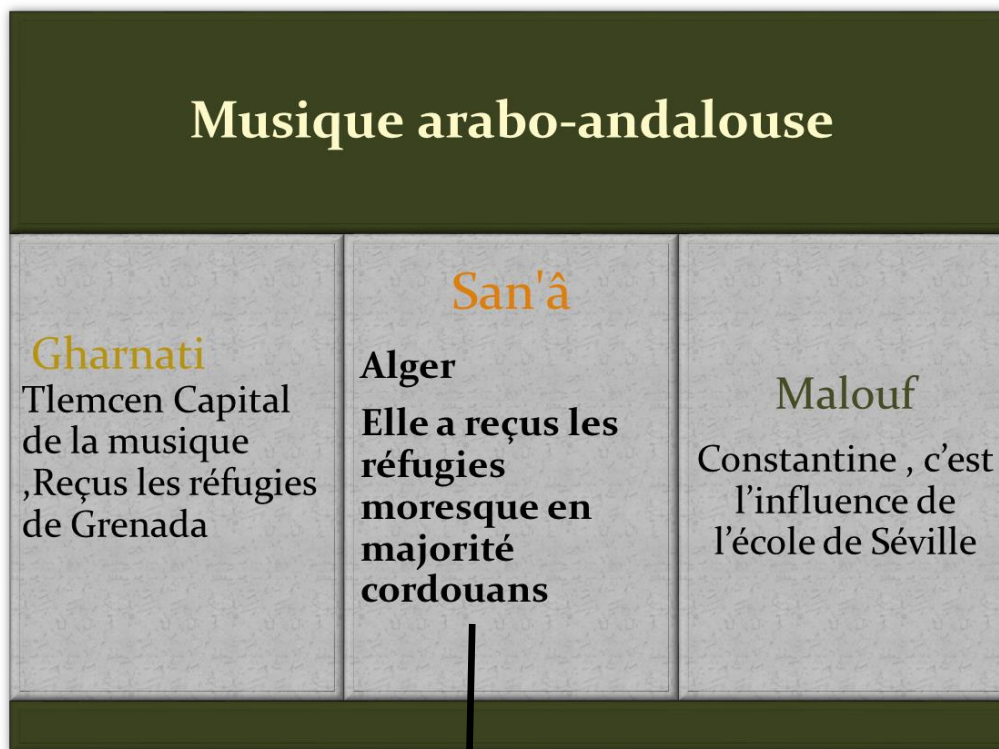 Musique arabo-andalouse
Gharnati
Tlemcen Capital
de la musique
,Reçus les réfugies
de Grenada
San'â
Alger
Elle a reçus les
réfugies
moresque en
majorité
cordouans
Malouf
Constantine , c’est
l’influence de
l’école de Séville